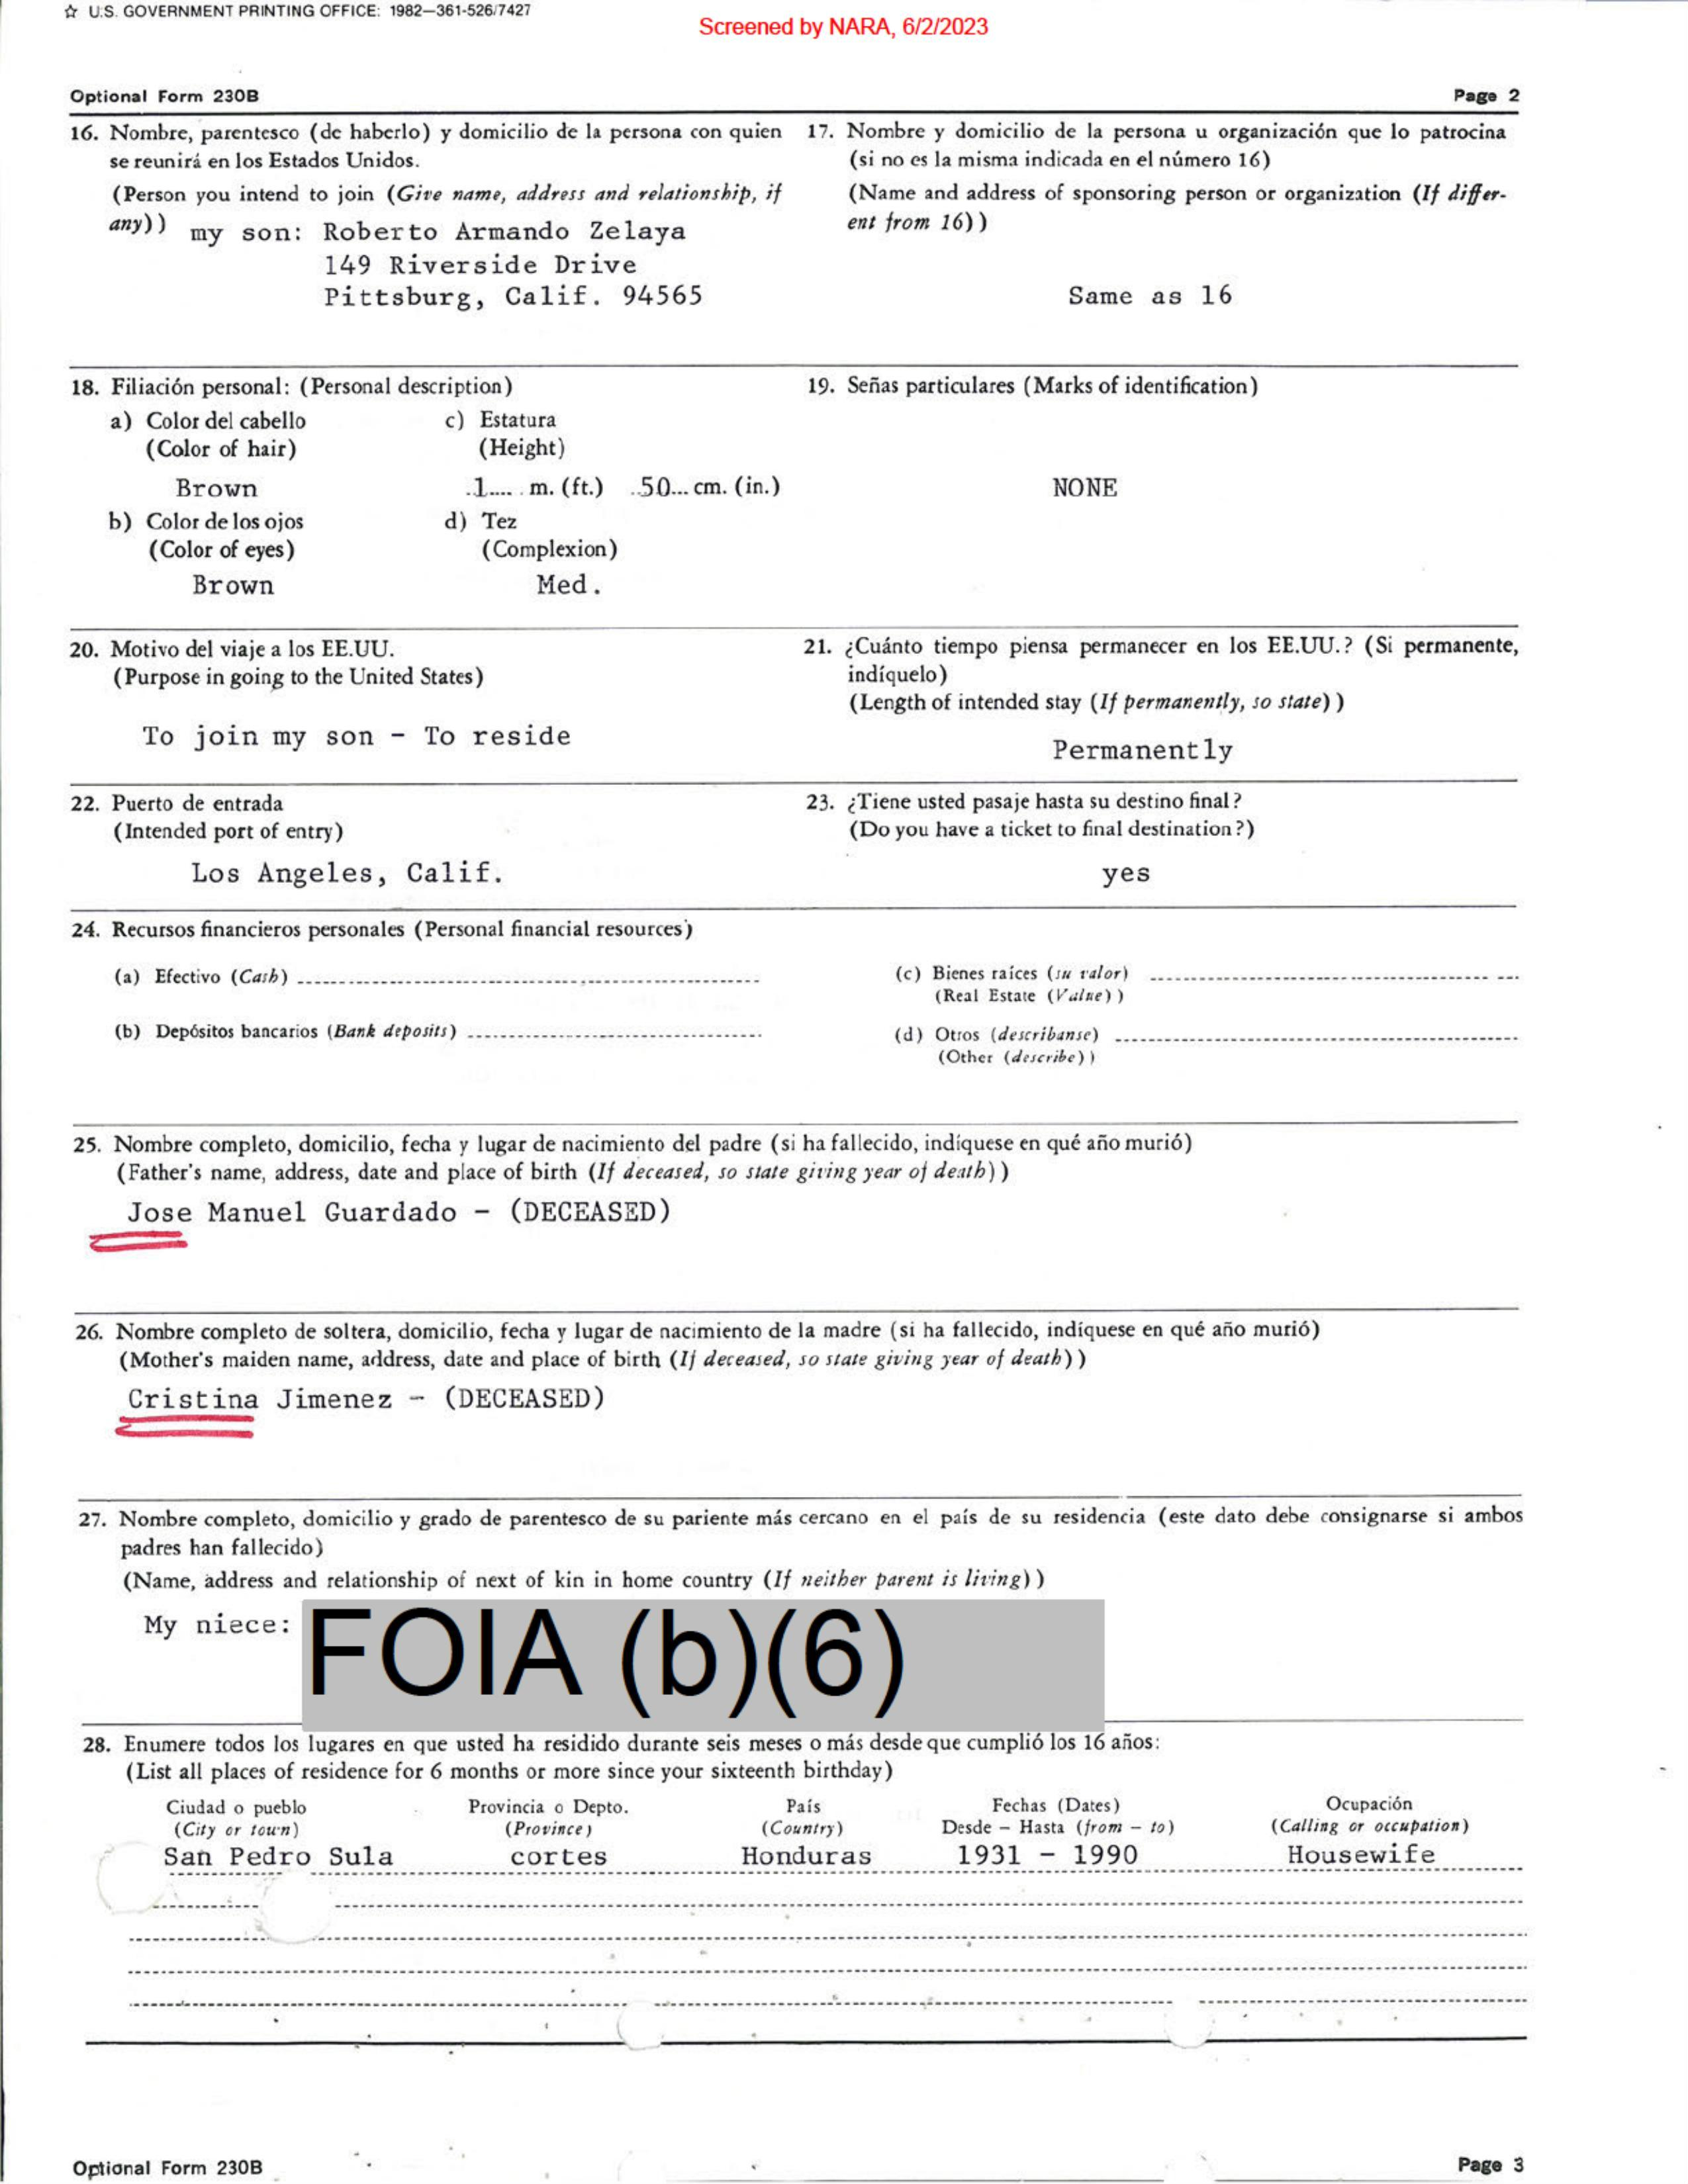 ☆ U.S. GOVERNMENT PRINTING OFFICE: 1982—361-526/7427
Screened by NARA, 6/2/2023
Optional Form 230B
Page 2
16. Nombre, parentesco (de haberlo) y domicilio de la persona con quien
se reunirá en los Estados Unidos.
(Person you intend to join (Give name, address and relationship, if
any))
my son: Roberto Armando Zelaya
149 Riverside Drive
Pittsburg, Calif. 94565
17. Nombre y domicilio de la persona u organización que lo patrocina
(si no es la misma indicada en el número 16)
(Name and address of sponsoring person or organization (If differ-
ent from 16))
Same as 16
18. Filiación personal: (Personal description)
a) Color del cabello
(Color of hair)
Brown
c) Estatura
(Height)
1 m. (ft.) 50 cm. (in.)
b) Color de los ojos
(Color of eyes)
Brown
d) Tez
(Complexion)
Med.
19. Señas particulares (Marks of identification)
NONE
20. Motivo del viaje a los EE.UU.
(Purpose in going to the United States)
To join my son - To reside
21. ¿Cuánto tiempo piensa permanecer en los EE.UU.? (Si permanente,
indíquelo)
(Length of intended stay (If permanently, so state))
Permanently
22. Puerto de entrada
(Intended port of entry)
Los Angeles, Calif.
23. ¿Tiene usted pasaje hasta su destino final?
(Do you have a ticket to final destination?)
yes
24. Recursos financieros personales (Personal financial resources)
(a) Efectivo (Cash)
(b) Depósitos bancarios (Bank deposits)
(c) Bienes raíces (su valor)
(Real Estate (Value))
(d) Otros (descríbanse)
(Other (describe))
25. Nombre completo, domicilio, fecha y lugar de nacimiento del padre (si ha fallecido, indíquese en qué año murió)
(Father's name, address, date and place of birth (If deceased, so state giving year of death))
Jose Manuel Guardado - (DECEASED)
26. Nombre completo de soltera, domicilio, fecha y lugar de nacimiento de la madre (si ha fallecido, indíquese en qué año murió)
(Mother's maiden name, address, date and place of birth (If deceased, so state giving year of death))
Cristina Jimenez - (DECEASED)
27. Nombre completo, domicilio y grado de parentesco de su pariente más cercano en el país de su residencia (este dato debe consignarse si ambos
padres han fallecido)
(Name, address and relationship of next of kin in home country (If neither parent is living))
My niece: FOIA (b)(6)
28. Enumere todos los lugares en que usted ha residido durante seis meses o más desde que cumplió los 16 años:
(List all places of residence for 6 months or more since your sixteenth birthday)
Ciudad o pueblo Provincia o Depto. País Fechas (Dates) Ocupación
(City or town) (Province) (Country) Desde – Hasta (from – to) (Calling or occupation)
San Pedro Sula cortes Honduras 1931 - 1990 Housewife
Optional Form 230B
Page 3